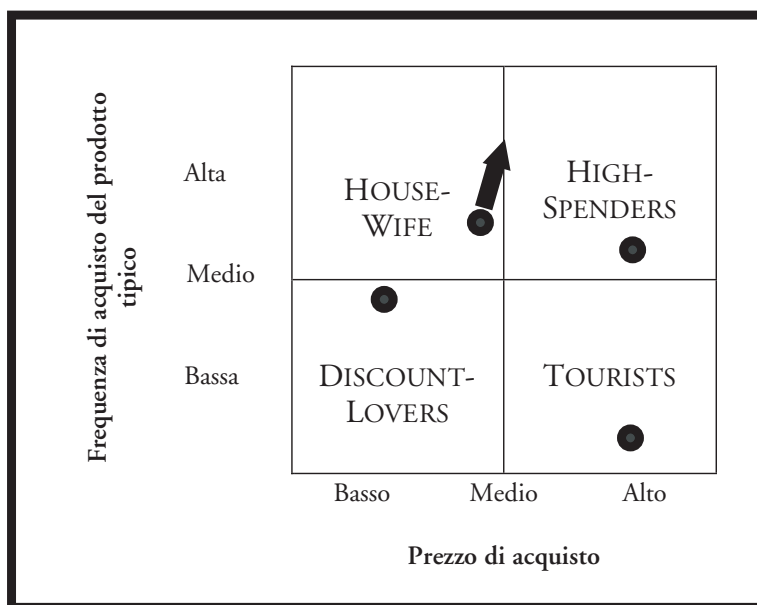 Frequenza di acquisto del prodotto
tipico
Alta
Medio
Bassa
HOUSE-
WIFE
HIGH-
SPENDERS
DISCOUNT-
LOVERS
TOURISTS
Basso
Medio
Alto
Prezzo di acquisto